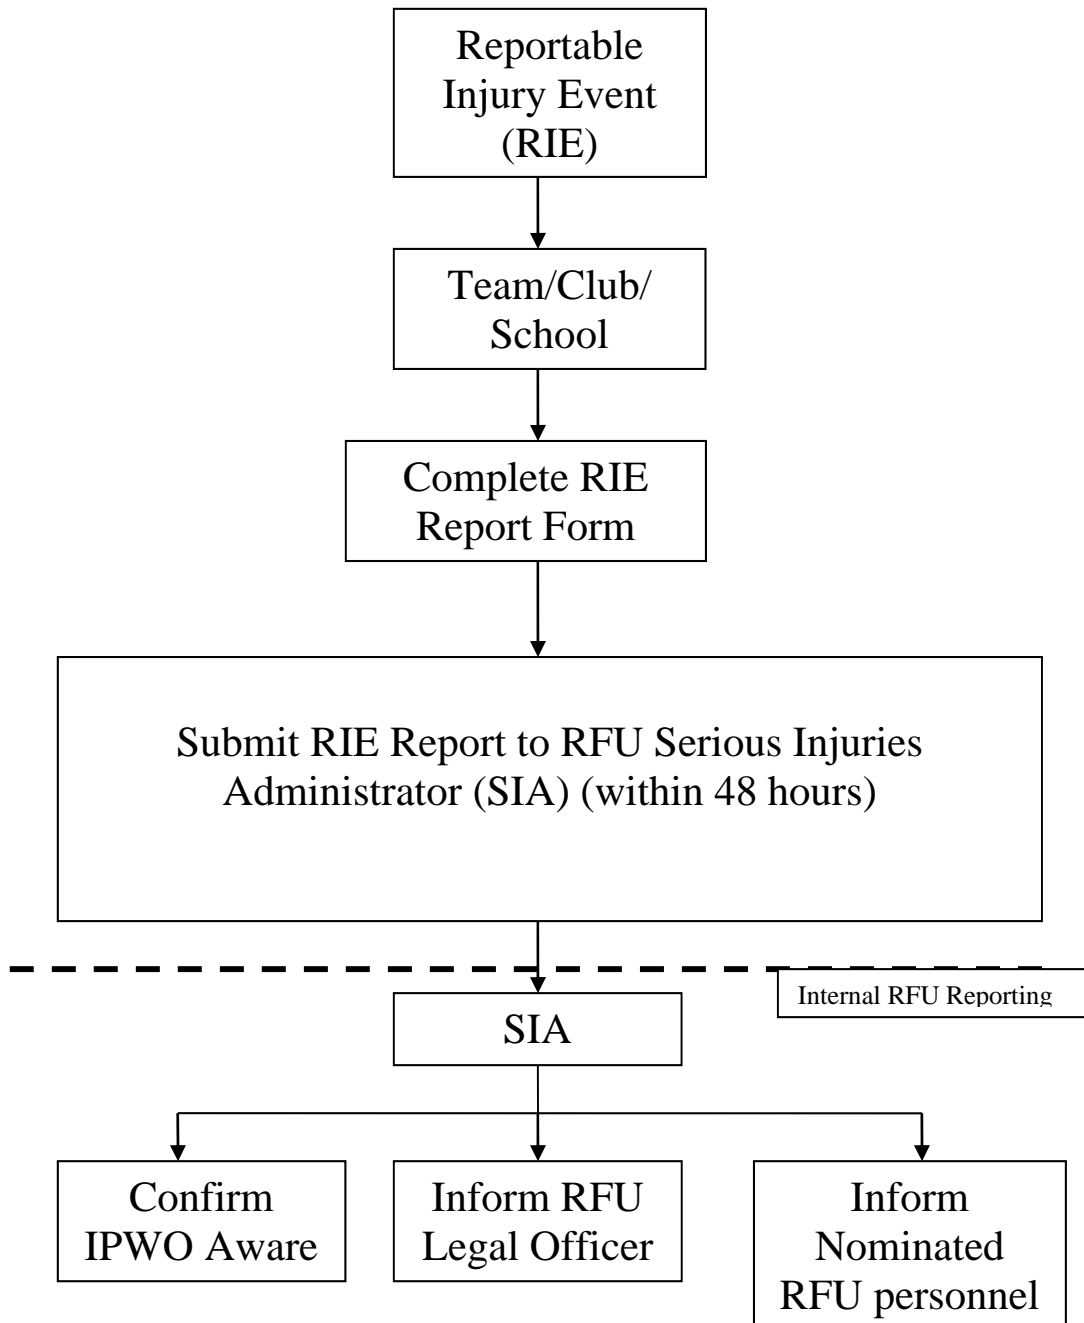 Reportable
Injury Event
(RIE)
Team/Club/
School
Complete RIE
Report Form
Submit RIE Report to RFU Serious Injuries
Administrator (SIA) (within 48 hours)
Internal RFU Reporting
SIA
Confirm
IPWO Aware
Inform RFU
Legal Officer
Inform
Nominated
RFU personnel